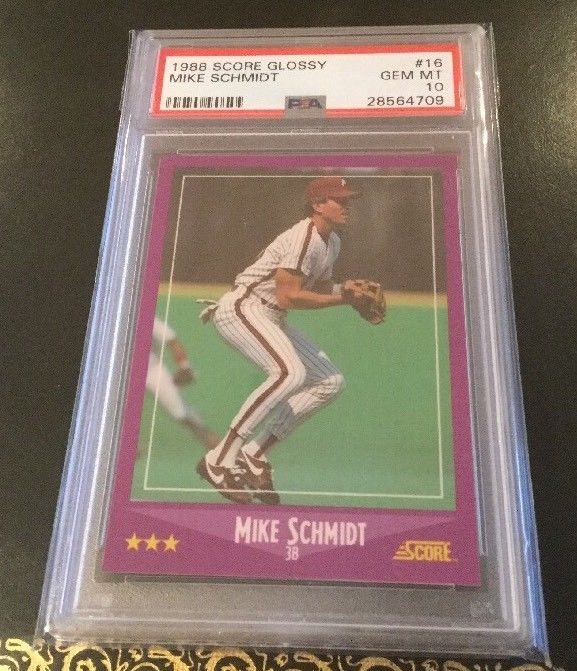 1988 SCORE GLOSSY #16
MIKE SCHMIDT GEM MT
10
PSA 28564709
P
MIKE SCHMIDT
3B
SCORE